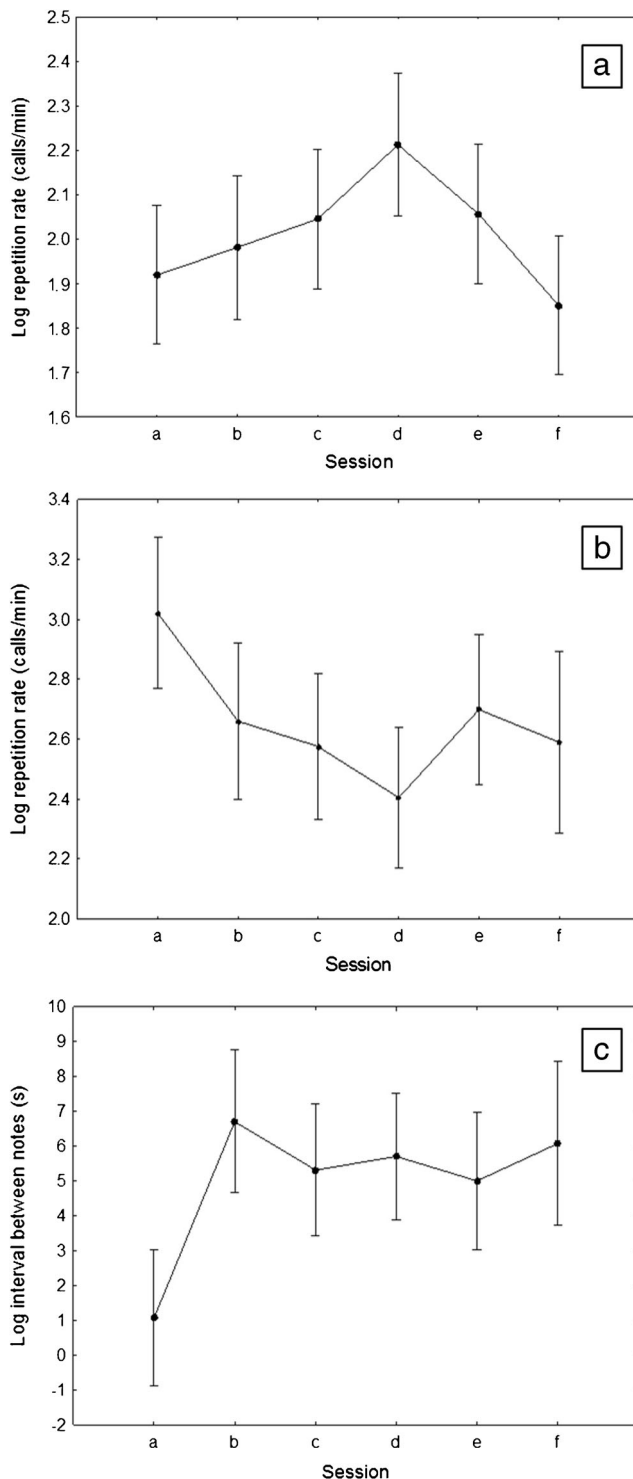 a
Log repetition rate (calls/min)
2.5
2.4
2.3
2.2
2.1
2.0
1.9
1.8
1.7
1.6
a b c d e f
Session
b
Log repetition rate (calls/min)
3.4
3.2
3.0
2.8
2.6
2.4
2.2
2.0
a b c d e f
Session
c
Log interval between notes (s)
10
9
8
7
6
5
4
3
2
1
0
-1
-2
a b c d e f
Session